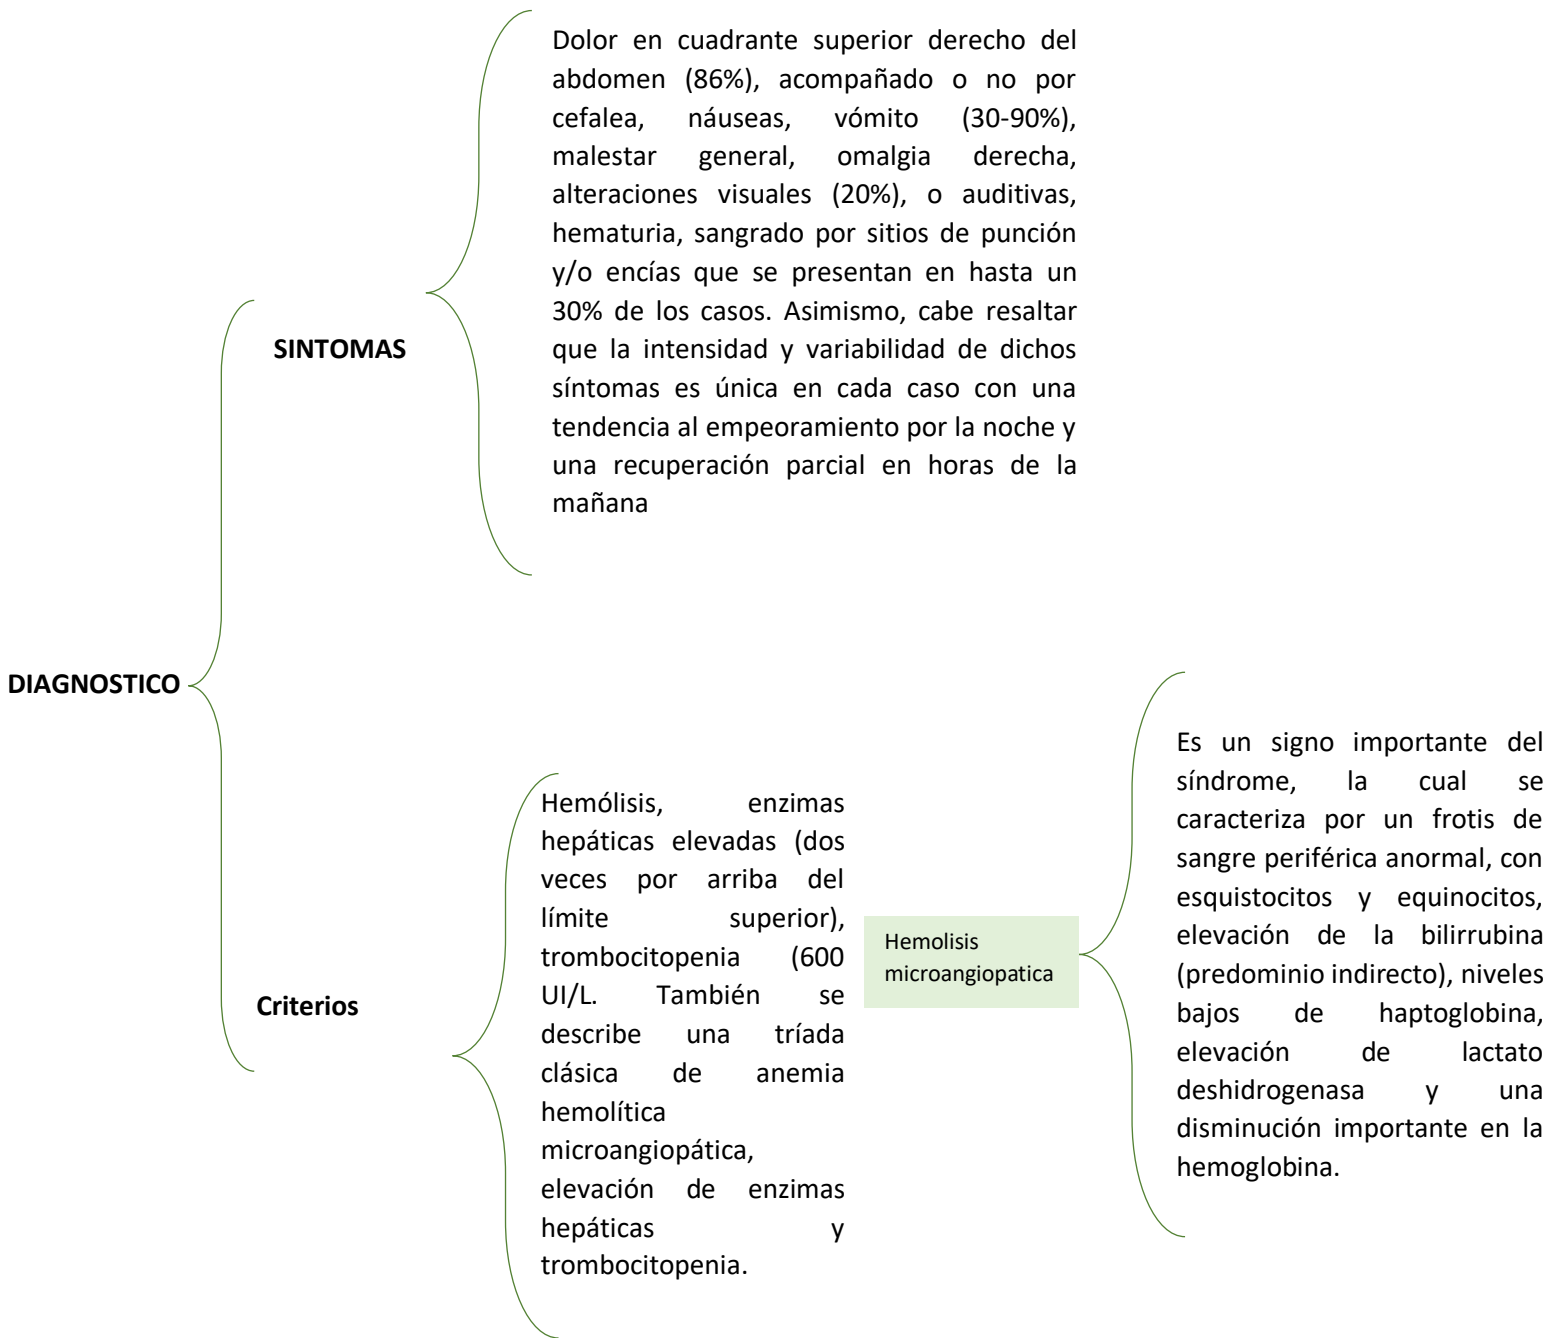 DIAGNOSTICO
SINTOMAS
Dolor en cuadrante superior derecho del
abdomen (86%), acompañado o no por
cefalea, náuseas, vómito (30-90%),
malestar general, omalgia derecha,
alteraciones visuales (20%), o auditivas,
hematuria, sangrado por sitios de punción
y/o encías que se presentan en hasta un
30% de los casos. Asimismo, cabe resaltar
que la intensidad y variabilidad de dichos
síntomas es única en cada caso con una
tendencia al empeoramiento por la noche y
una recuperación parcial en horas de la
mañana
Criterios
Hemólisis, enzimas
hepáticas elevadas (dos
veces por arriba del
límite superior),
trombocitopenia (600
UI/L. También se
describe una tríada
clásica de anemia
hemolítica
microangiopática,
elevación de enzimas
hepáticas y
trombocitopenia.
Hemolisis
microangiopatica
Es un signo importante del
síndrome, la cual se
caracteriza por un frotis de
sangre periférica anormal, con
esquistocitos y equinocitos,
elevación de la bilirrubina
(predominio indirecto), niveles
bajos de haptoglobina,
elevación de lactato
deshidrogenasa y una
disminución importante en la
hemoglobina.